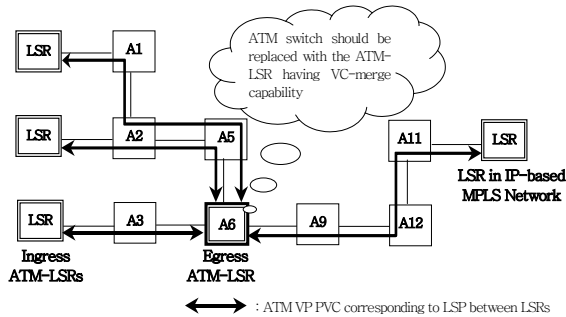 LSR
A1
ATM switch should be
replaced with the ATM-
LSR having VC-merge
capability
LSR
A2
A5
A11
LSR
LSR in IP-based
MPLS Network
LSR
A3
A6
A9
A12
Ingress
ATM-LSRs
Egress
ATM-LSR
: ATM VP PVC corresponding to LSP between LSRs